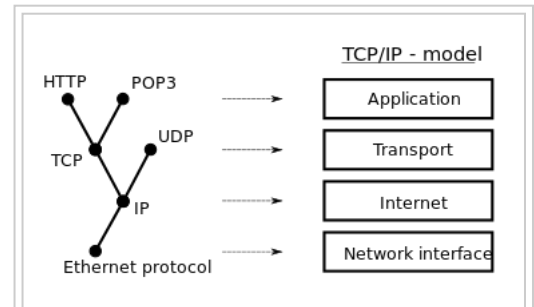 TCP/IP - model
HTTP
POP3
Application
UDP
TCP
Transport
IP
Internet
Ethernet protocol
Network interface